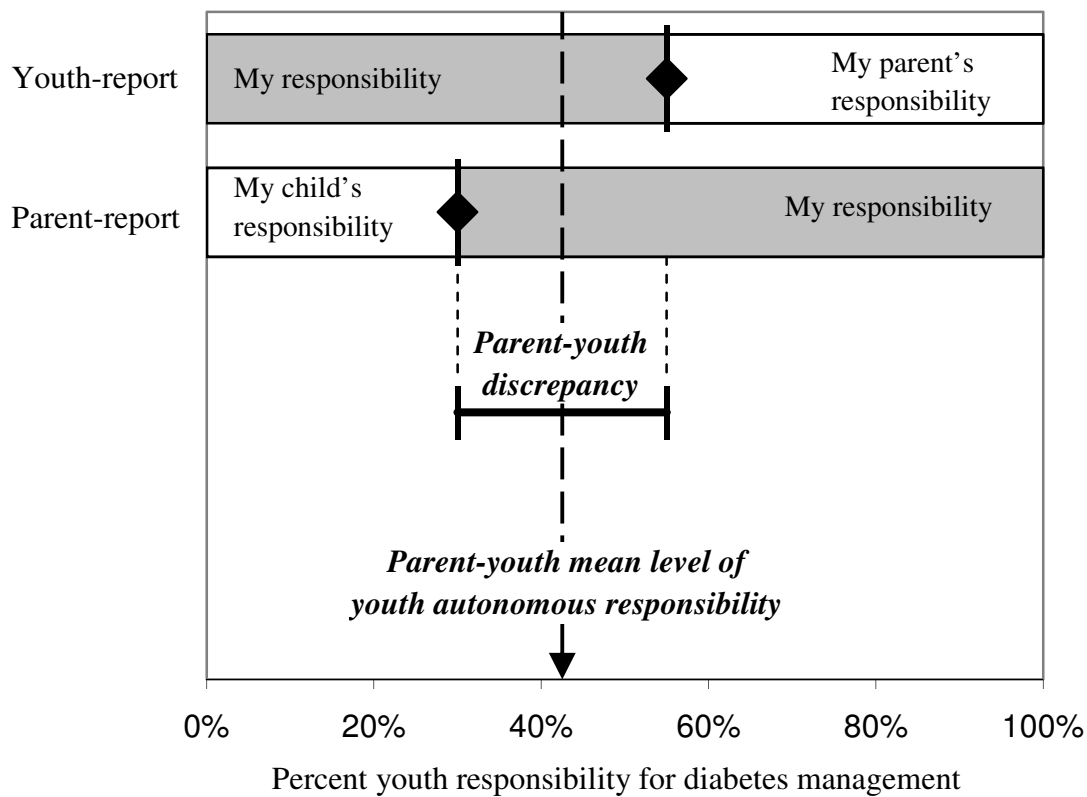 Youth-report
My responsibility
My parent's
responsibility
Parent-report
My child's
responsibility
My responsibility
Parent-youth
discrepancy
Parent-youth mean level of
youth autonomous responsibility
0% 20% 40% 60% 80% 100%
Percent youth responsibility for diabetes management